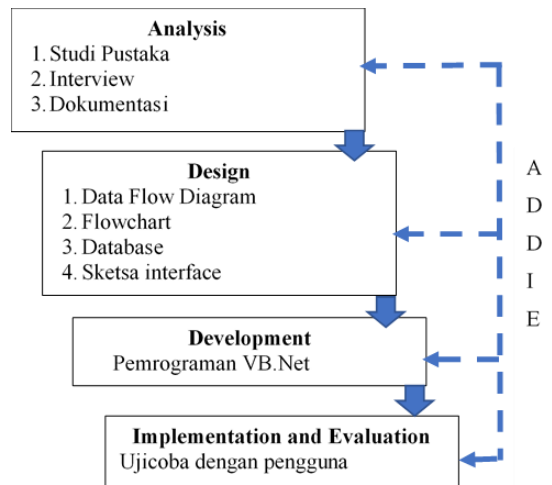 Analysis
1. Studi Pustaka
2. Interview
3. Dokumentasi
Design
1. Data Flow Diagram
2. Flowchart
3. Database
4. Sketsa interface
Development
Pemrograman VB.Net
Implementation and Evaluation
Ujicoba dengan pengguna
A
D
D
I
E